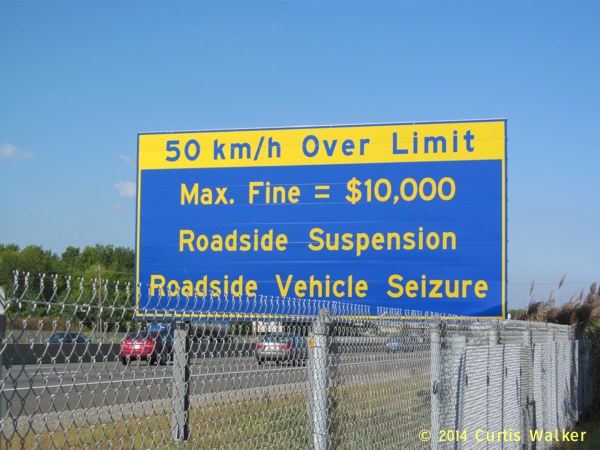 50 km/h Over Limit
Max. Fine = $10,000
Roadside Suspension
Roadside Vehicle Seizure
© 2014 Curtis Walker